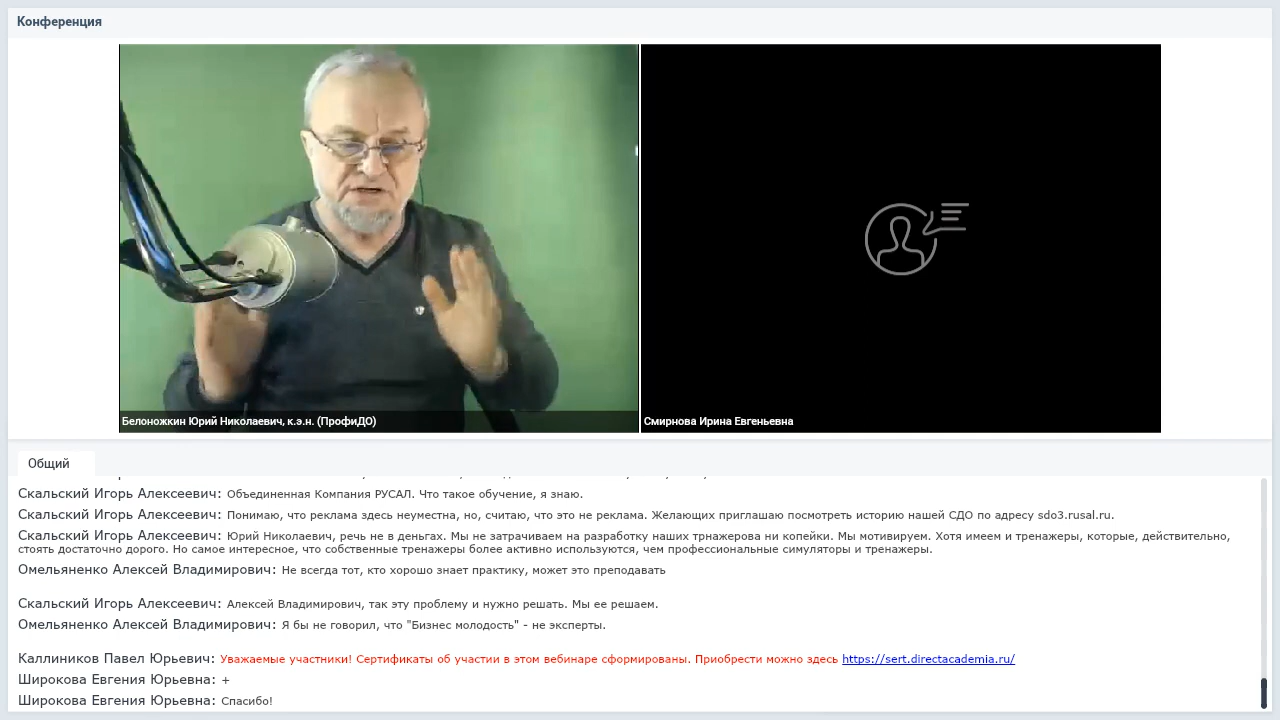 Конференция
Белоножкин Юрий Николаевич, к.э.н. (ПрофиДО)
Смирнова Ирина Евгеньевна
Общий
Скальский Игорь Алексеевич: Объединенная Компания РУСАЛ. Что такое обучение, я знаю.
Скальский Игорь Алексеевич: Понимаю, что реклама здесь неуместна, но, считаю, что это не реклама. Желающих приглашаю посмотреть историю нашей СДО по адресу sdo3.rusal.ru.
Скальский Игорь Алексеевич: Юрий Николаевич, речь не в деньгах. Мы не затрачиваем на разработку наших трнажерова ни копейки. Мы мотивируем. Хотя имеем и тренажеры, которые, действительно,
стоять достаточно дорого. Но самое интересное, что собственные тренажеры более активно используются, чем профессиональные симуляторы и тренажеры.
Омельяненко Алексей Владимирович: Не всегда тот, кто хорошо знает практику, может это преподавать
Скальский Игорь Алексеевич: Алексей Владимирович, так эту проблему и нужно решать. Мы ее решаем.
Омельяненко Алексей Владимирович: Я бы не говорил, что "Бизнес молодость" - не эксперты.
Каллиников Павел Юрьевич: Уважаемые участники! Сертификаты об участии в этом вебинаре сформированы. Приобрести можно здесь https://sert.directacademia.ru/
Широкова Евгения Юрьевна: +
Широкова Евгения Юрьевна: Спасибо!